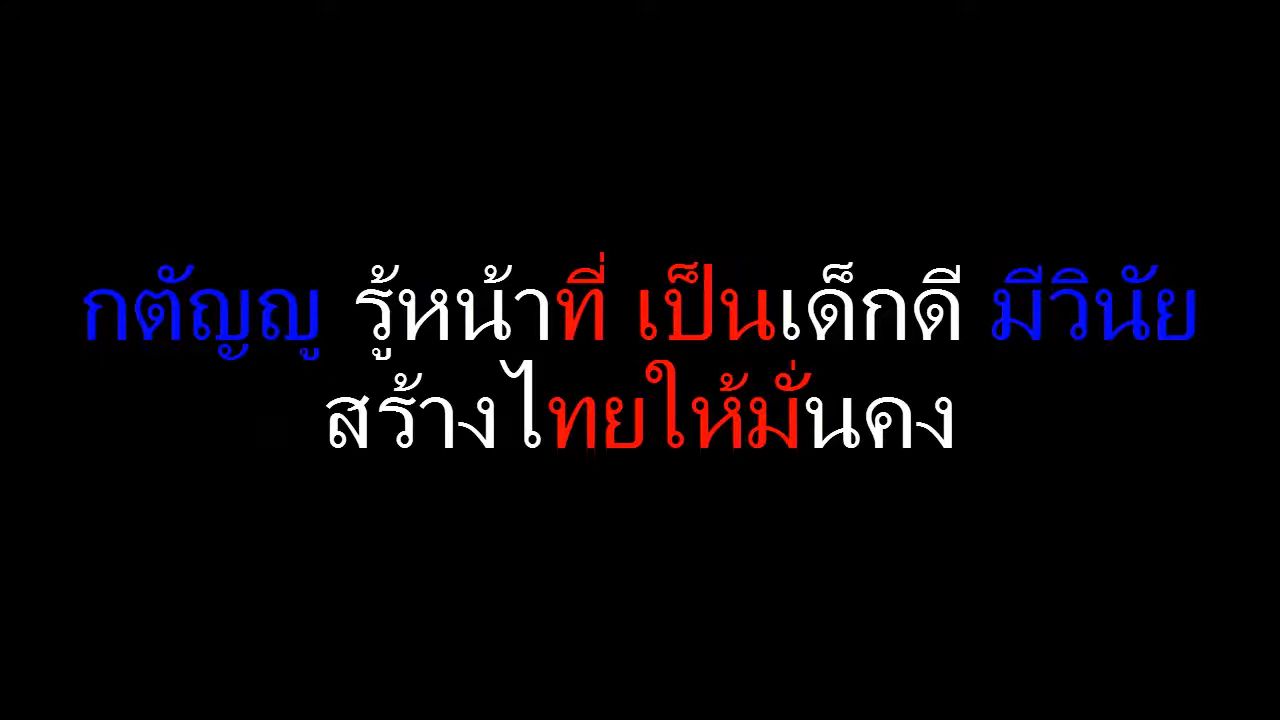 กตัญญู รู้หน้าที่ เป็นเด็กดี มีวินัย
สร้างไทยให้มั่นคง